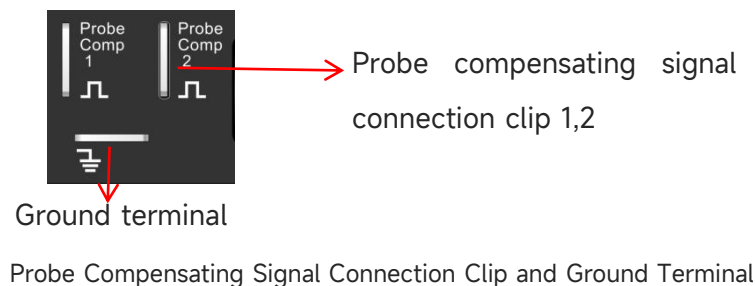 Probe Comp 1
Probe Comp 2
Probe compensating signal
connection clip 1,2
Ground terminal
Probe Compensating Signal Connection Clip and Ground Terminal